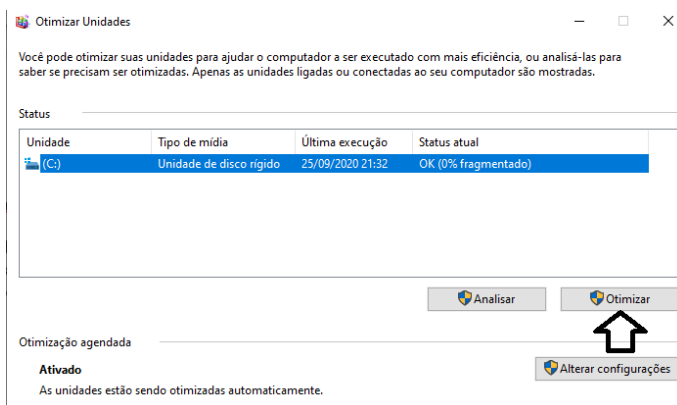 Otimizar Unidades
Você pode otimizar suas unidades para ajudar o computador a ser executado com mais eficiência, ou analisá-las para
saber se precisam ser otimizadas. Apenas as unidades ligadas ou conectadas ao seu computador são mostradas.
Status
Unidade Tipo de mídia Última execução Status atual
(C:) Unidade de disco rígido 25/09/2020 21:32 OK (0% fragmentado)
Analisar Otimizar
Otimização agendada
Ativado Alterar configurações
As unidades estão sendo otimizadas automaticamente.